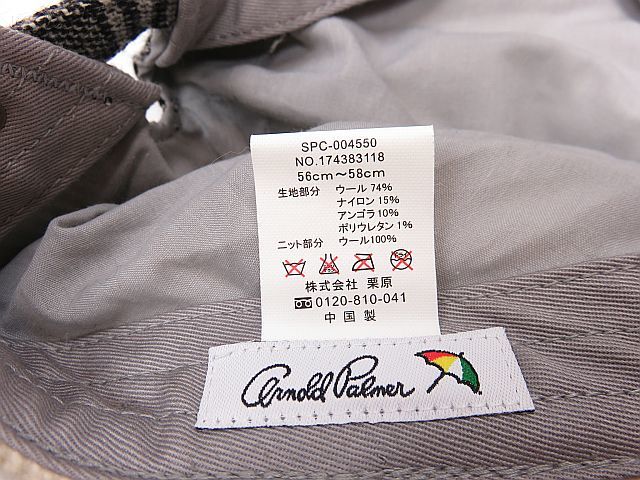 SPC-004550
NO.174383118
56cm～58cm
生地部分 ウール 74%
ナイロン 15%
アンゴラ 10%
ポリウレタン 1%
ニット部分 ウール100%
株式会社 栗原
0120-810-041
中国製
Arnold Palmer